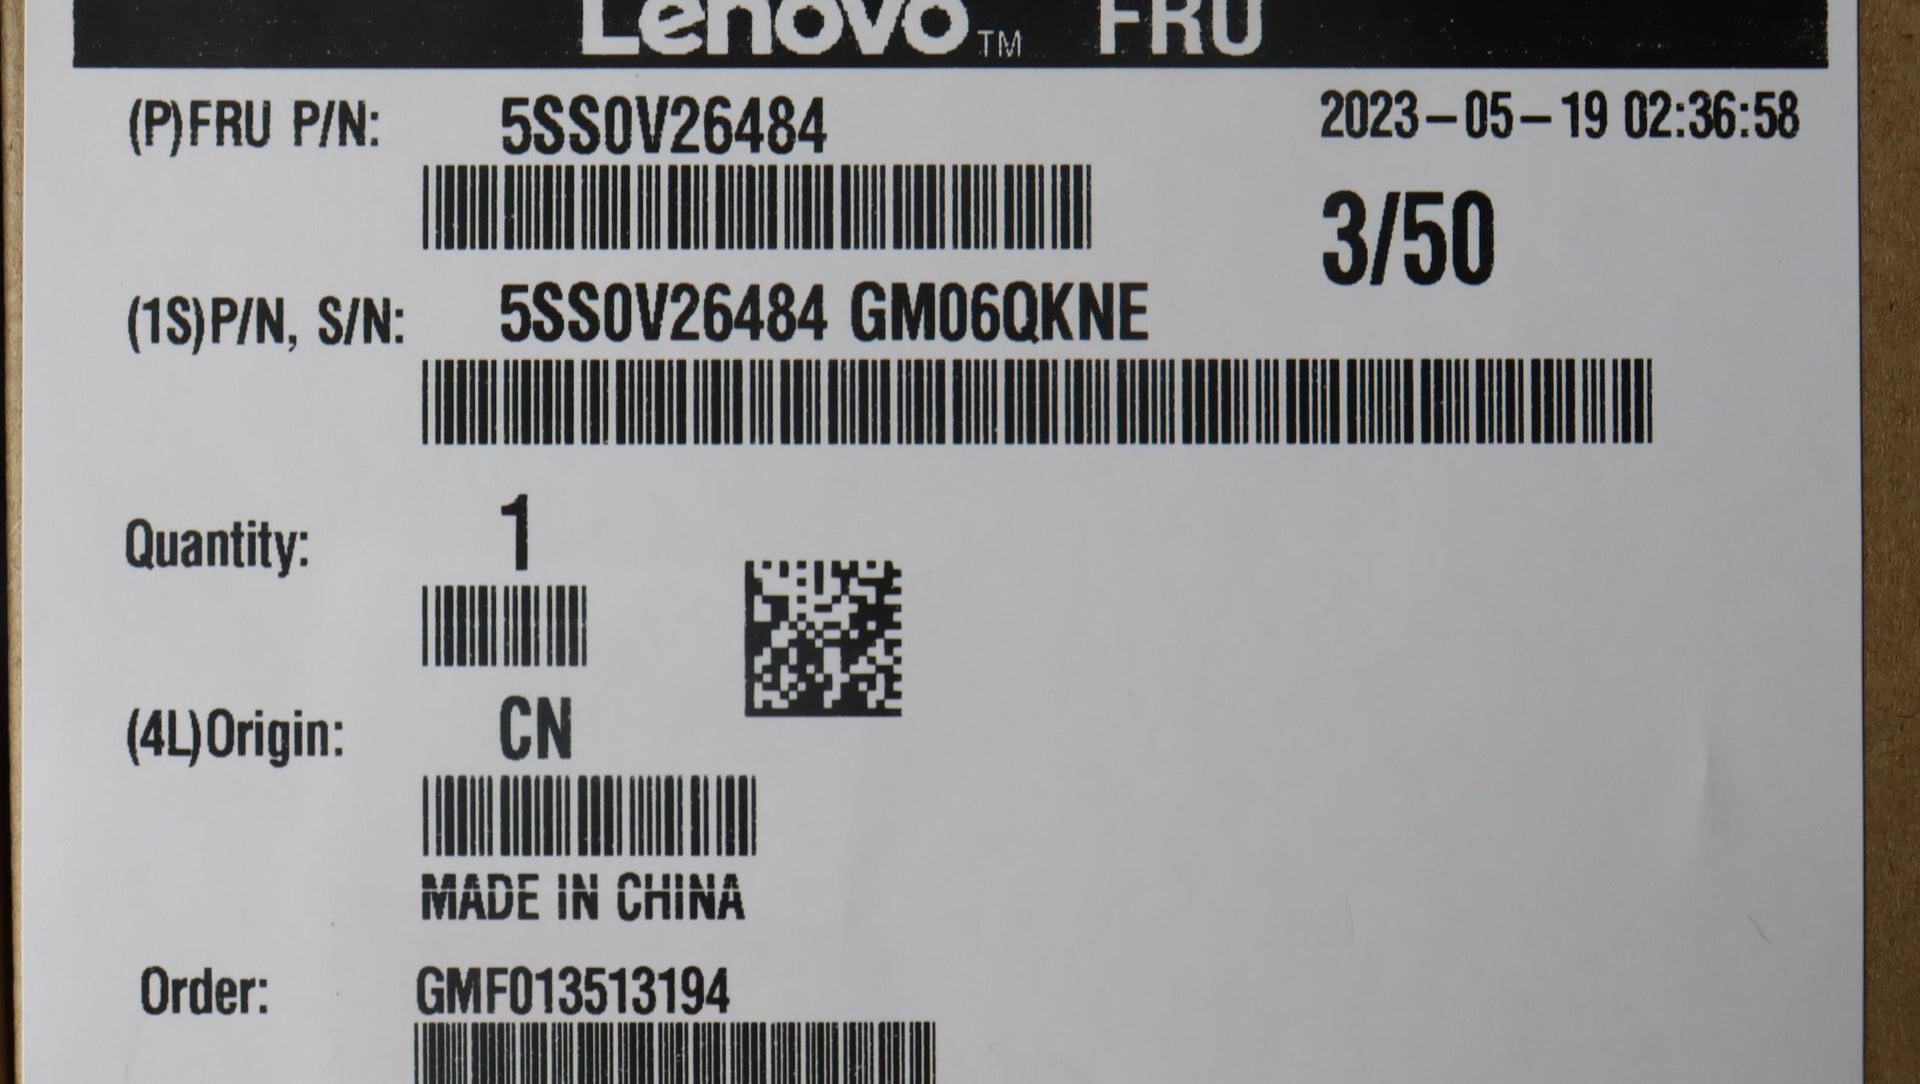 Lenovo™ FRU
(P)FRU P/N: 5SS0V26484 2023-05-19 02:36:58
3/50
(1S)P/N, S/N: 5SS0V26484 GM06QKNE
Quantity: 1
(4L)Origin: CN
MADE IN CHINA
Order: GMF013513194